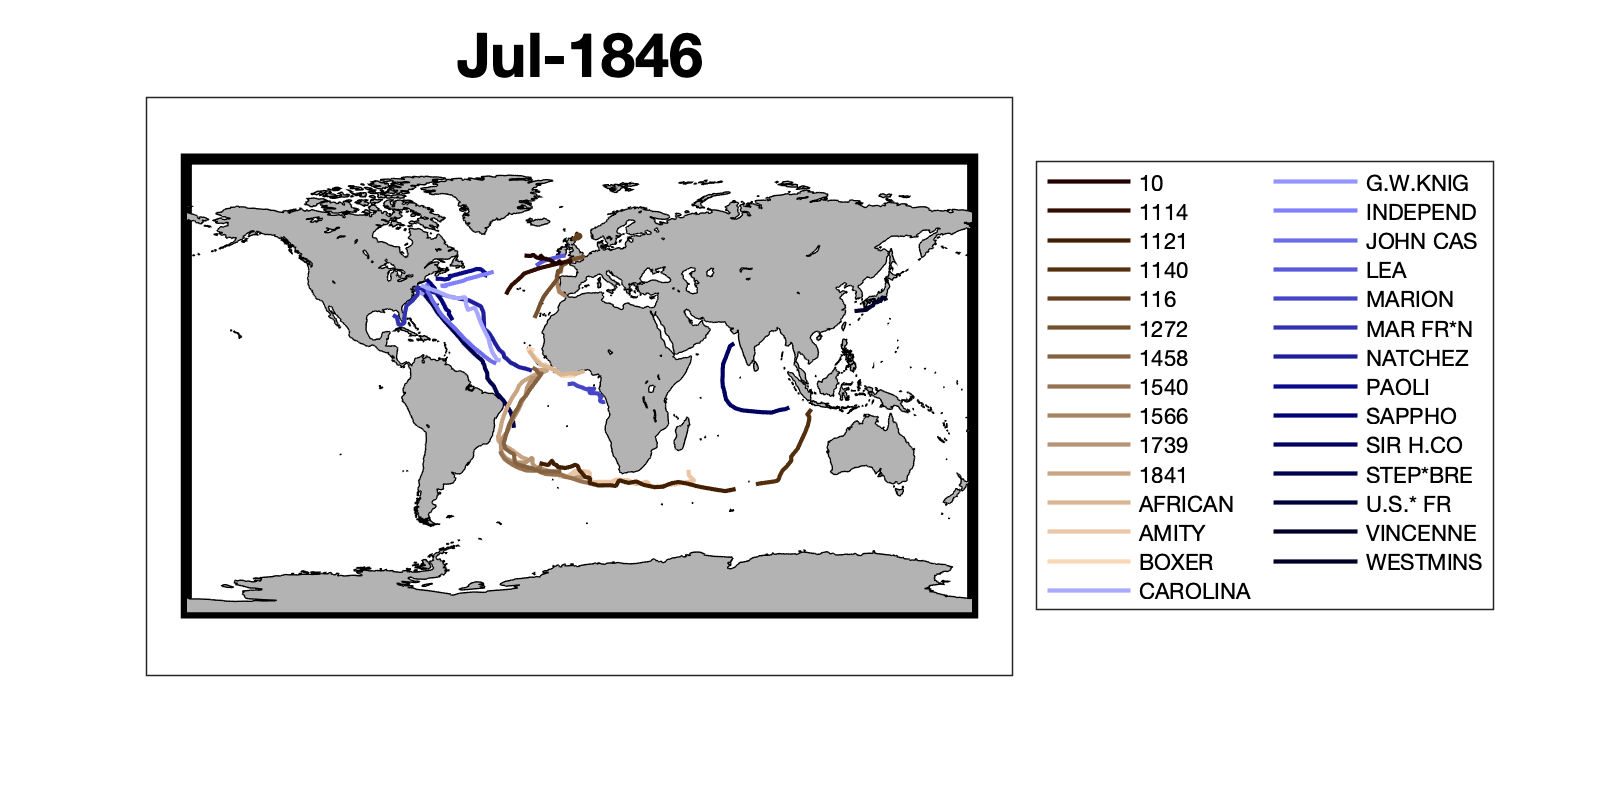 Jul-1846
10
1114
1121
1140
116
1272
1458
1540
1566
1739
1841
AFRICAN
AMITY
BOXER
CAROLINA
G.W.KNIG
INDEPEND
JOHN CAS
LEA
MARION
MAR FR*N
NATCHEZ
PAOLI
SAPPHO
SIR H.CO
STEP*BRE
U.S.* FR
VINCENNE
WESTMINS